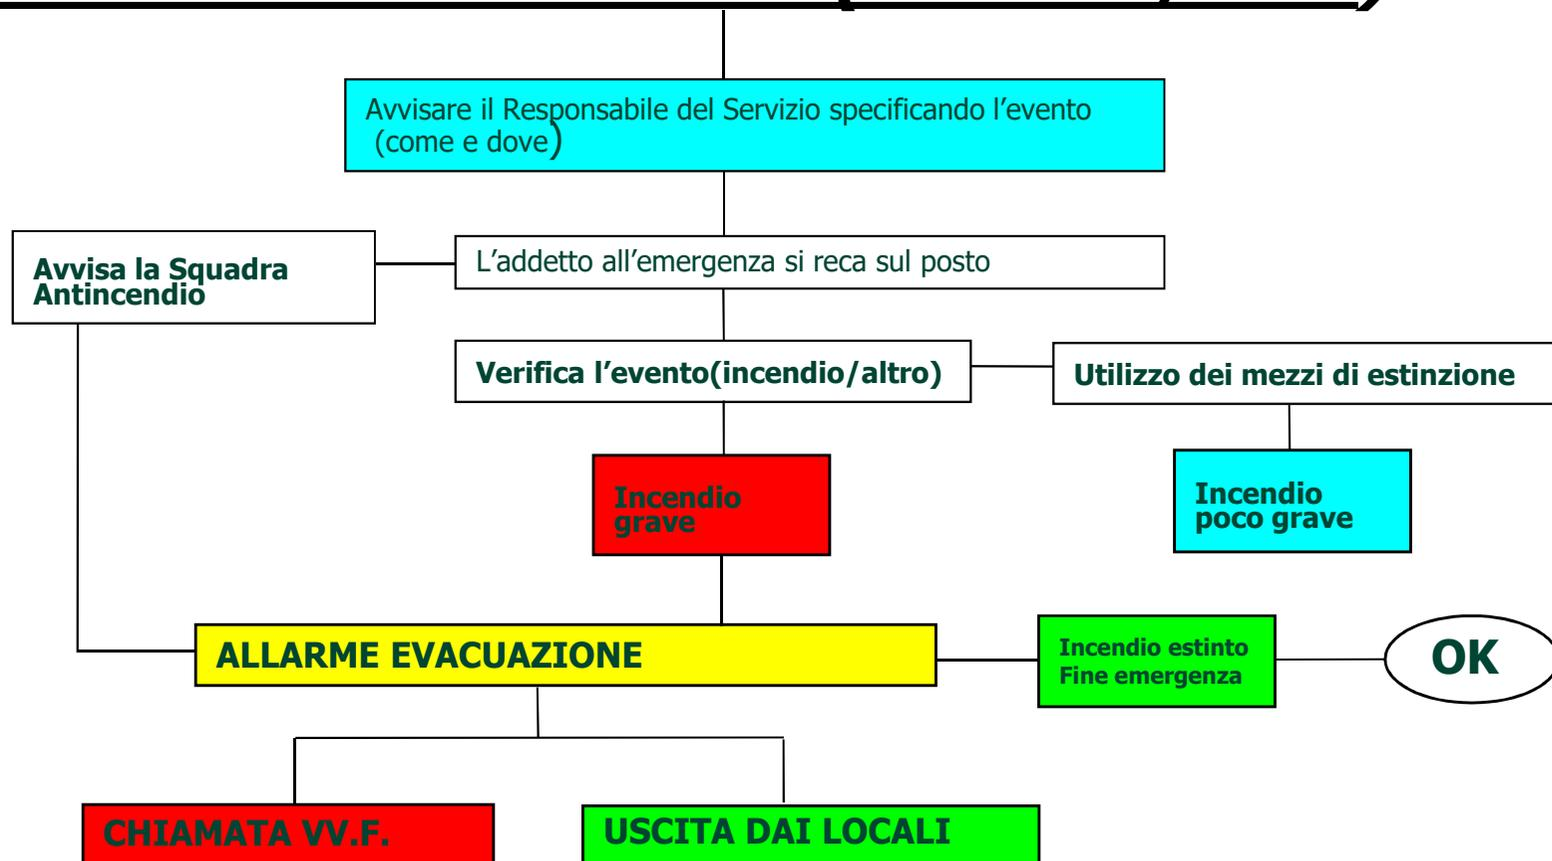 Avvisare il Responsabile del Servizio specificando l’evento
(come e dove)
Avvisa la Squadra
Antincendio
L’addetto all’emergenza si reca sul posto
Verifica l’evento(incendio/altro)
Utilizzo dei mezzi di estinzione
Incendio
grave
Incendio
poco grave
ALLARME EVACUAZIONE
Incendio estinto
Fine emergenza
OK
CHIAMATA VV.F.
USCITA DAI LOCALI